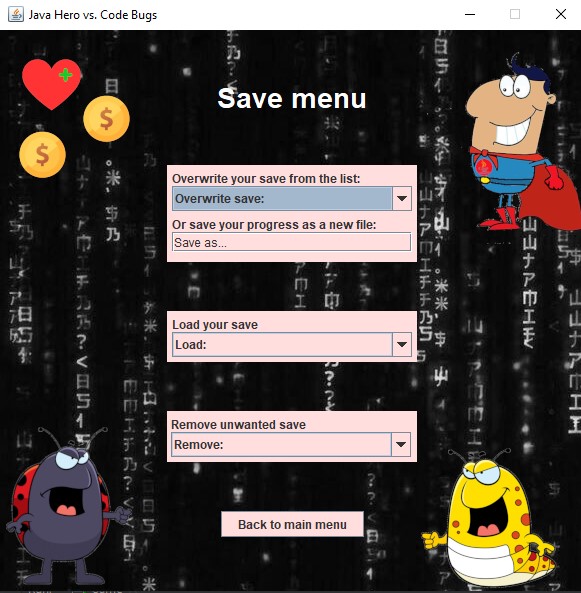 Java Hero vs. Code Bugs
Save menu
$
$
Overwrite your save from the list:
Overwrite save:
Or save your progress as a new file:
Save as...
Load your save
Load:
Remove unwanted save
Remove:
Back to main menu